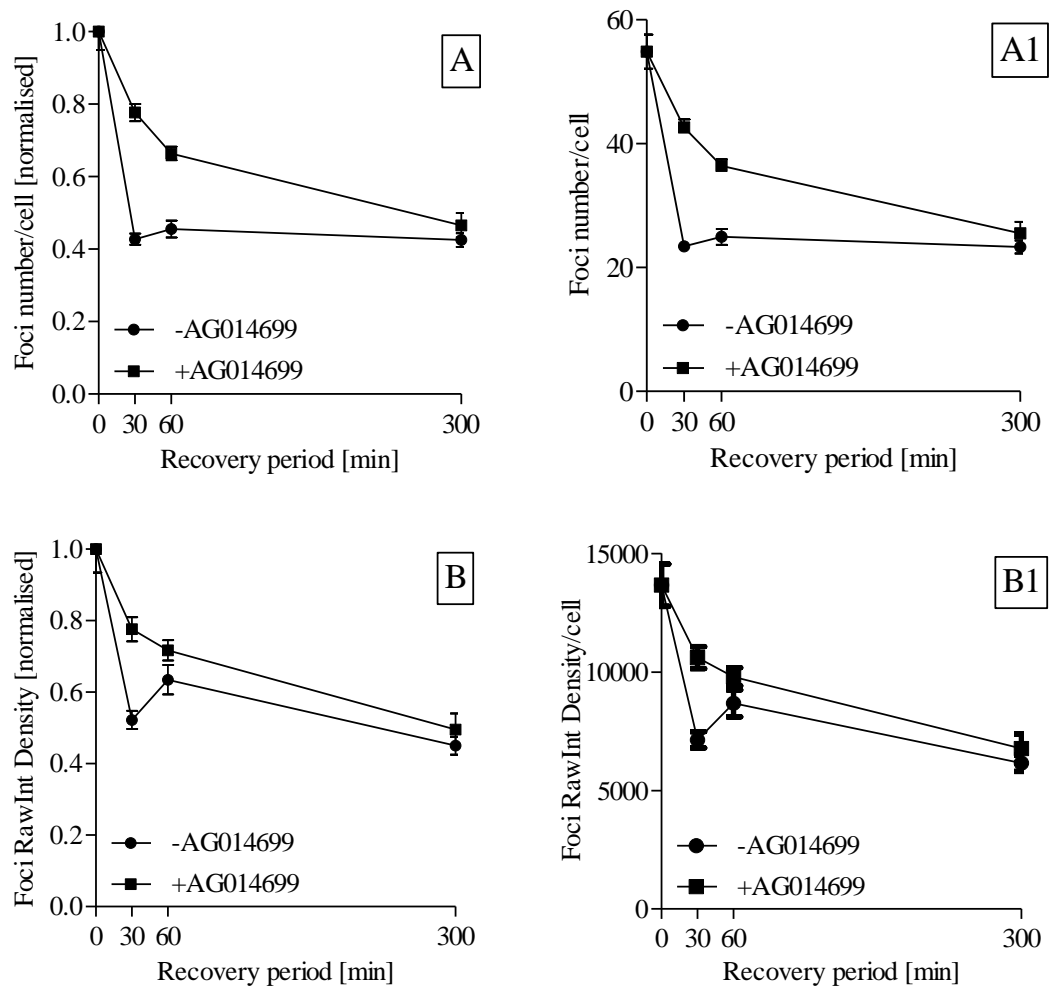 A
Foci number/cell [normalised]
1.0
0.8
0.6
0.4
0.2
0.0
-AG014699
+AG014699
0 30 60 300
Recovery period [min]
A1
Foci number/cell
60
40
20
0
-AG014699
+AG014699
0 30 60 300
Recovery period [min]
B
Foci RawInt Density [normalised]
1.0
0.8
0.6
0.4
0.2
0.0
-AG014699
+AG014699
0 30 60 300
Recovery period [min]
B1
Foci RawInt Density/cell
15000
10000
5000
0
-AG014699
+AG014699
0 30 60 300
Recovery period [min]